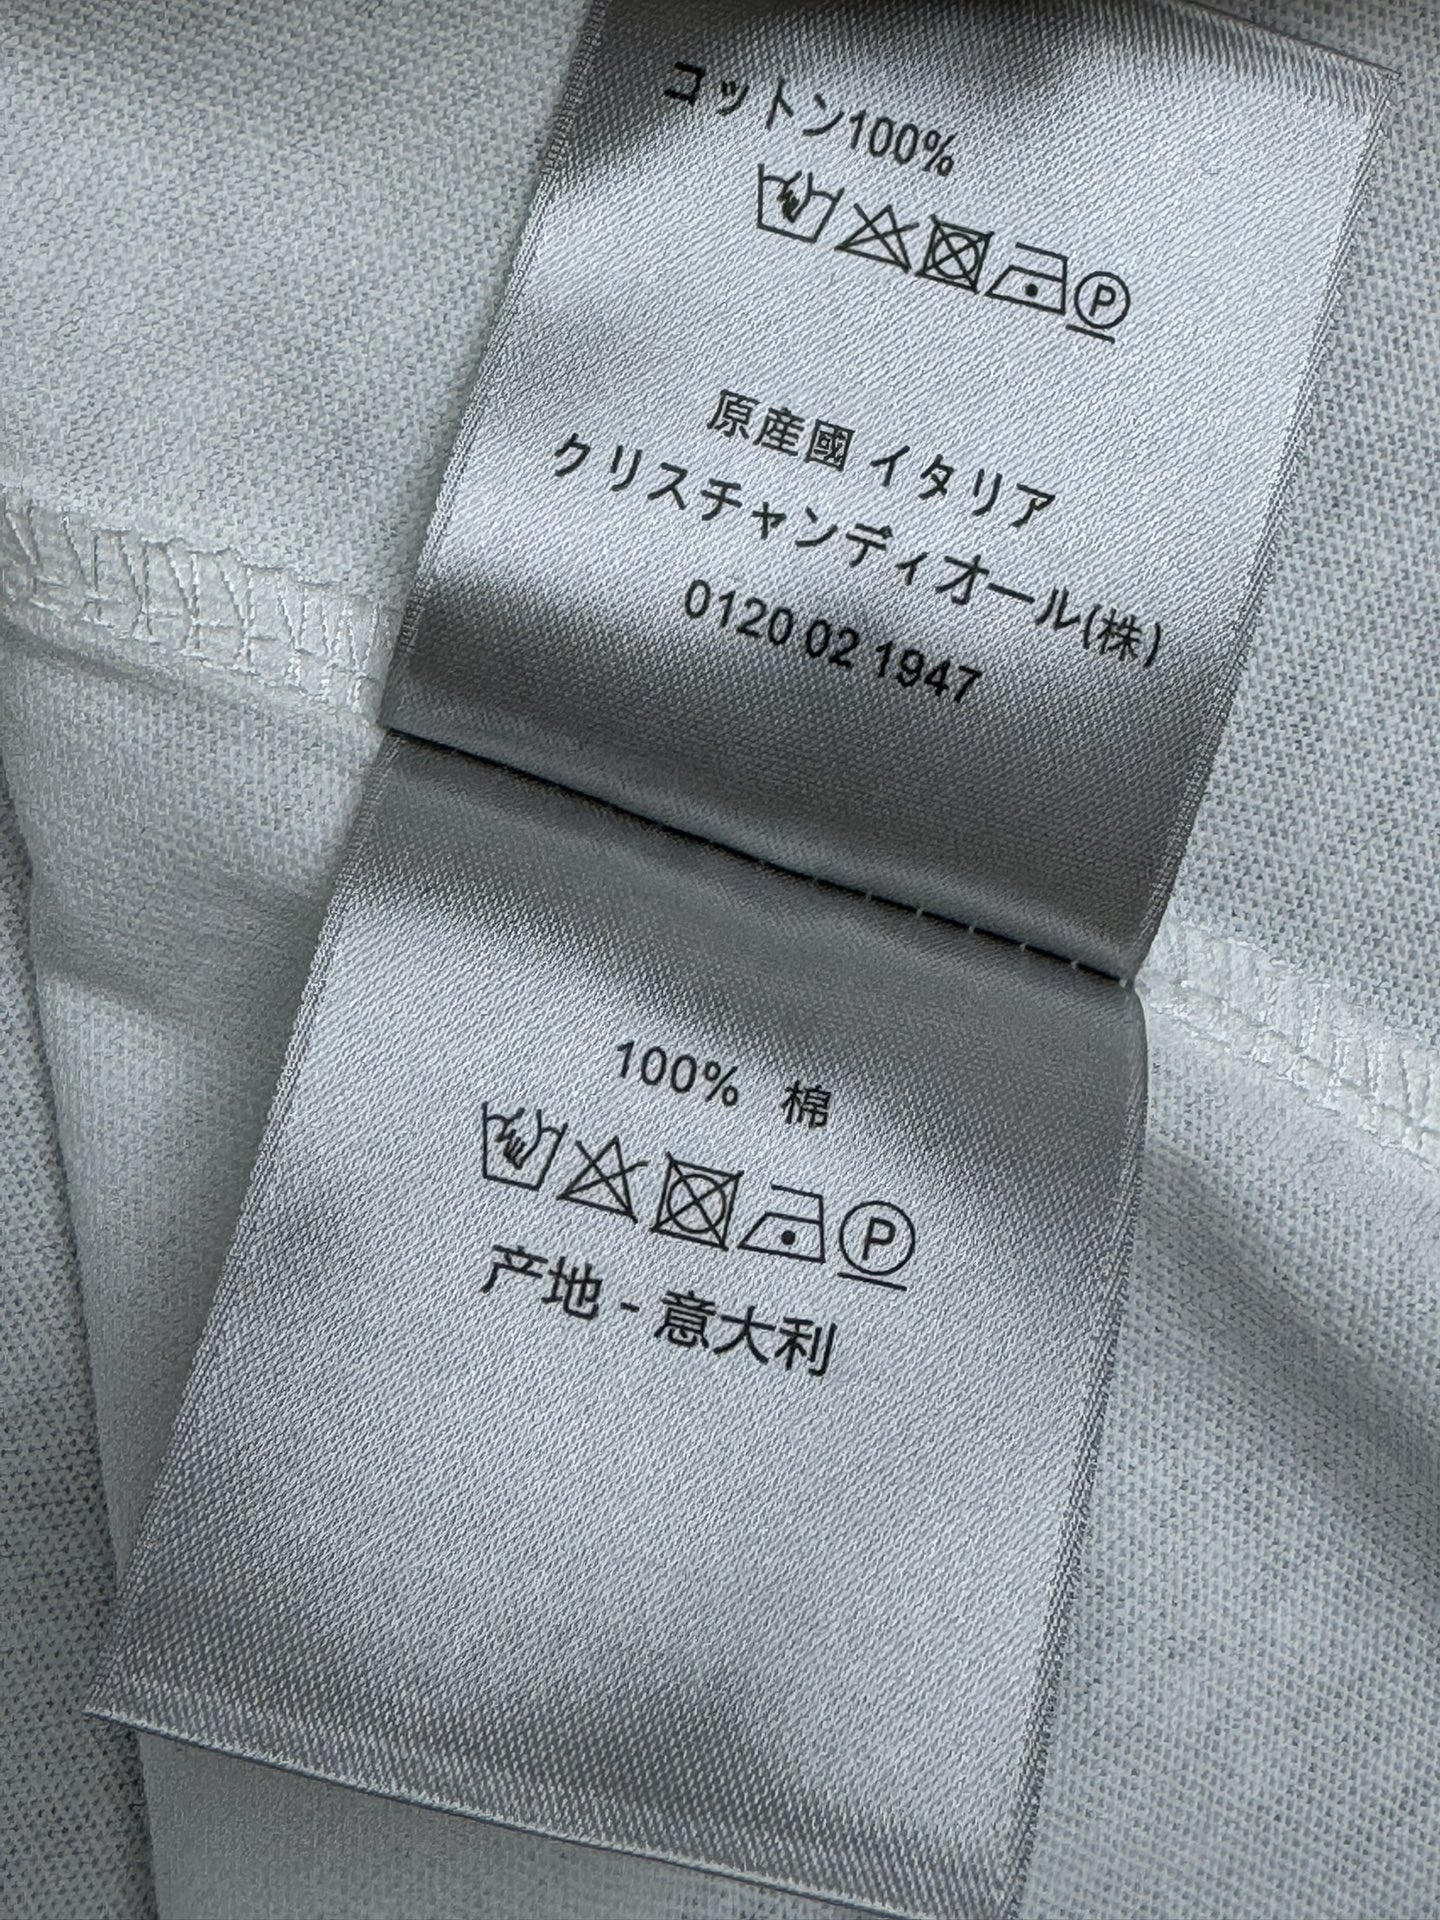 コットン100%
P
原産國 イタリア
クリスチャンディオール(株)
0120 02 1947
100% 棉
P
产地 - 意大利